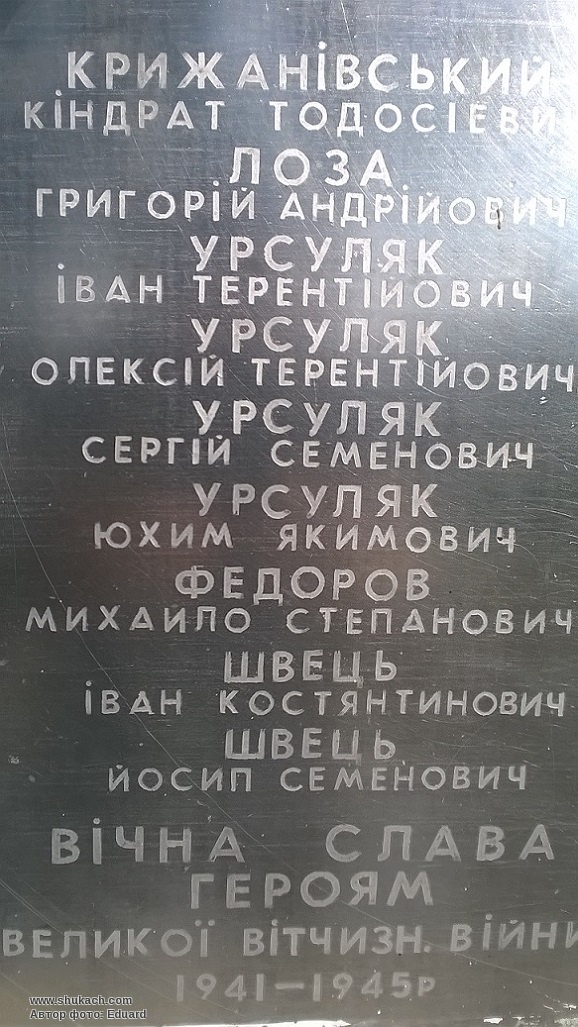 КРИЖАНІВСЬКИЙ
КІНДРАТ ТОДОСІЕВИ
ЛОЗА
ГРИГОРІЙ АНДРІЙОВИЧ
УРСУЛЯК
ІВАН ТЕРЕНТІЙОВИЧ
УРСУЛЯК
ОЛЕКСІЙ ТЕРЕНТІЙОВИЧ
УРСУЛЯК
СЕРГІЙ СЕМЕНОВИЧ
УРСУЛЯК
ЮХИМ ЯКИМОВИЧ
ФЕДОРОВ
МИХАЙЛО СТЕПАНОВИЧ
ШВЕЦЬ
ІВАН КОСТЯНТИНОВИЧ
ШВЕЦЬ
ЙОСИП СЕМЕНОВИЧ
ВІЧНА СЛАВА
ГЕРОЯМ
ВЕЛИКОЇ ВІТЧИЗН. ВІЙНИ
1941–1945р
www.shukach.com
Автор фото: Eduard